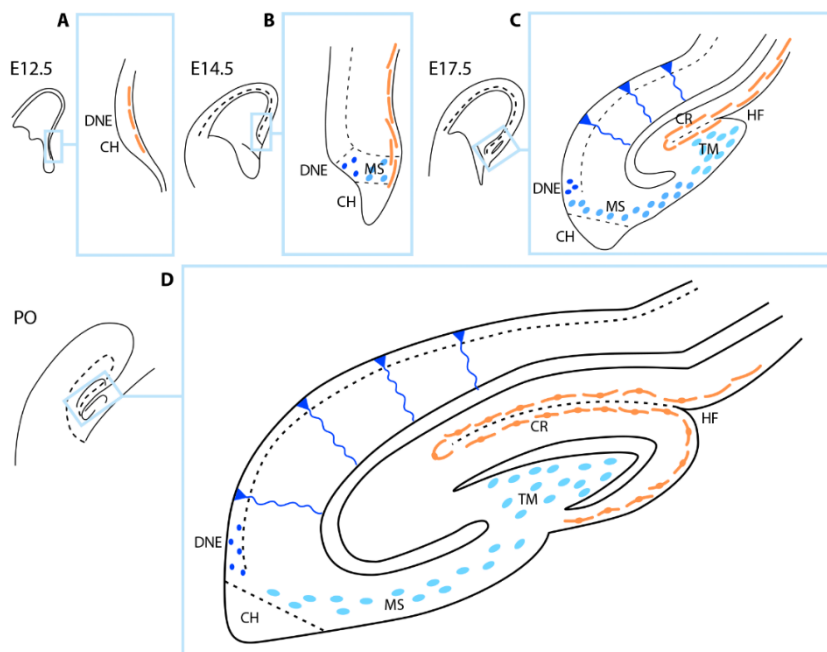 A
E12.5
DNE
CH
B
E14.5
DNE
MS
CH
C
E17.5
CR
HF
TM
DNE
MS
CH
D
PO
CR
HF
TM
DNE
MS
CH